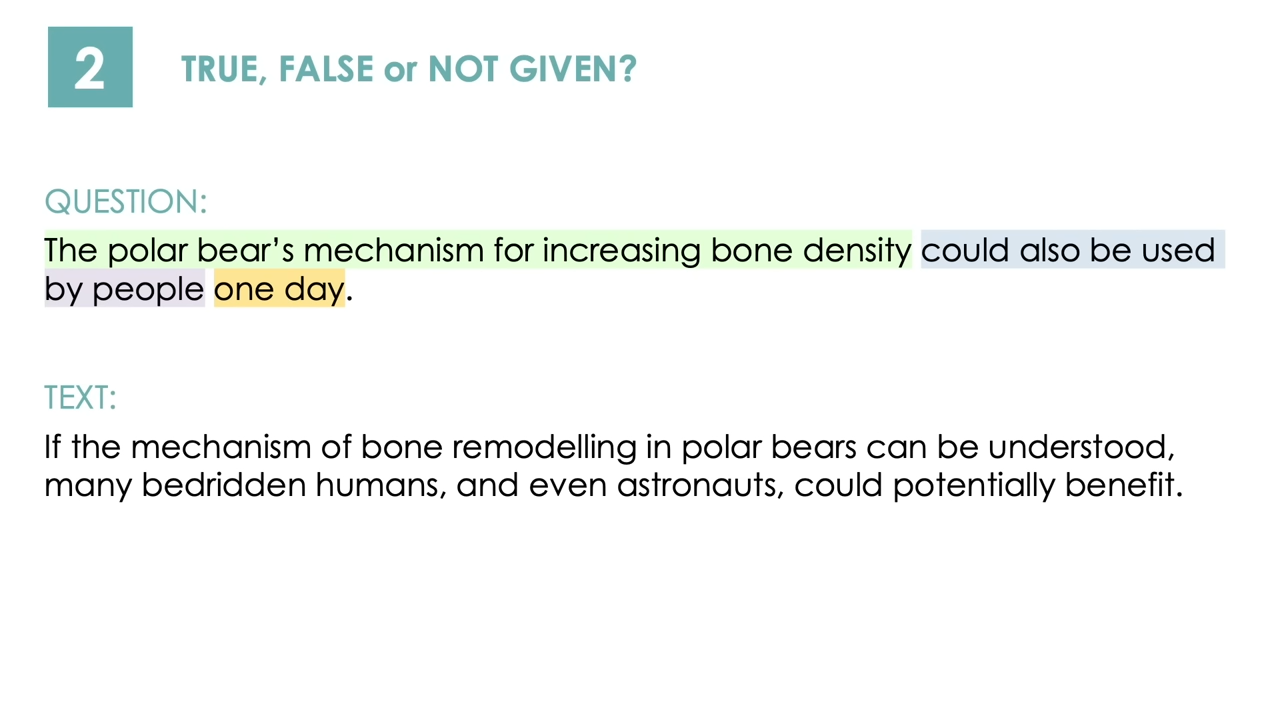 2
TRUE, FALSE or NOT GIVEN?
QUESTION:
The polar bear’s mechanism for increasing bone density could also be used
by people one day.
TEXT:
If the mechanism of bone remodelling in polar bears can be understood,
many bedridden humans, and even astronauts, could potentially benefit.